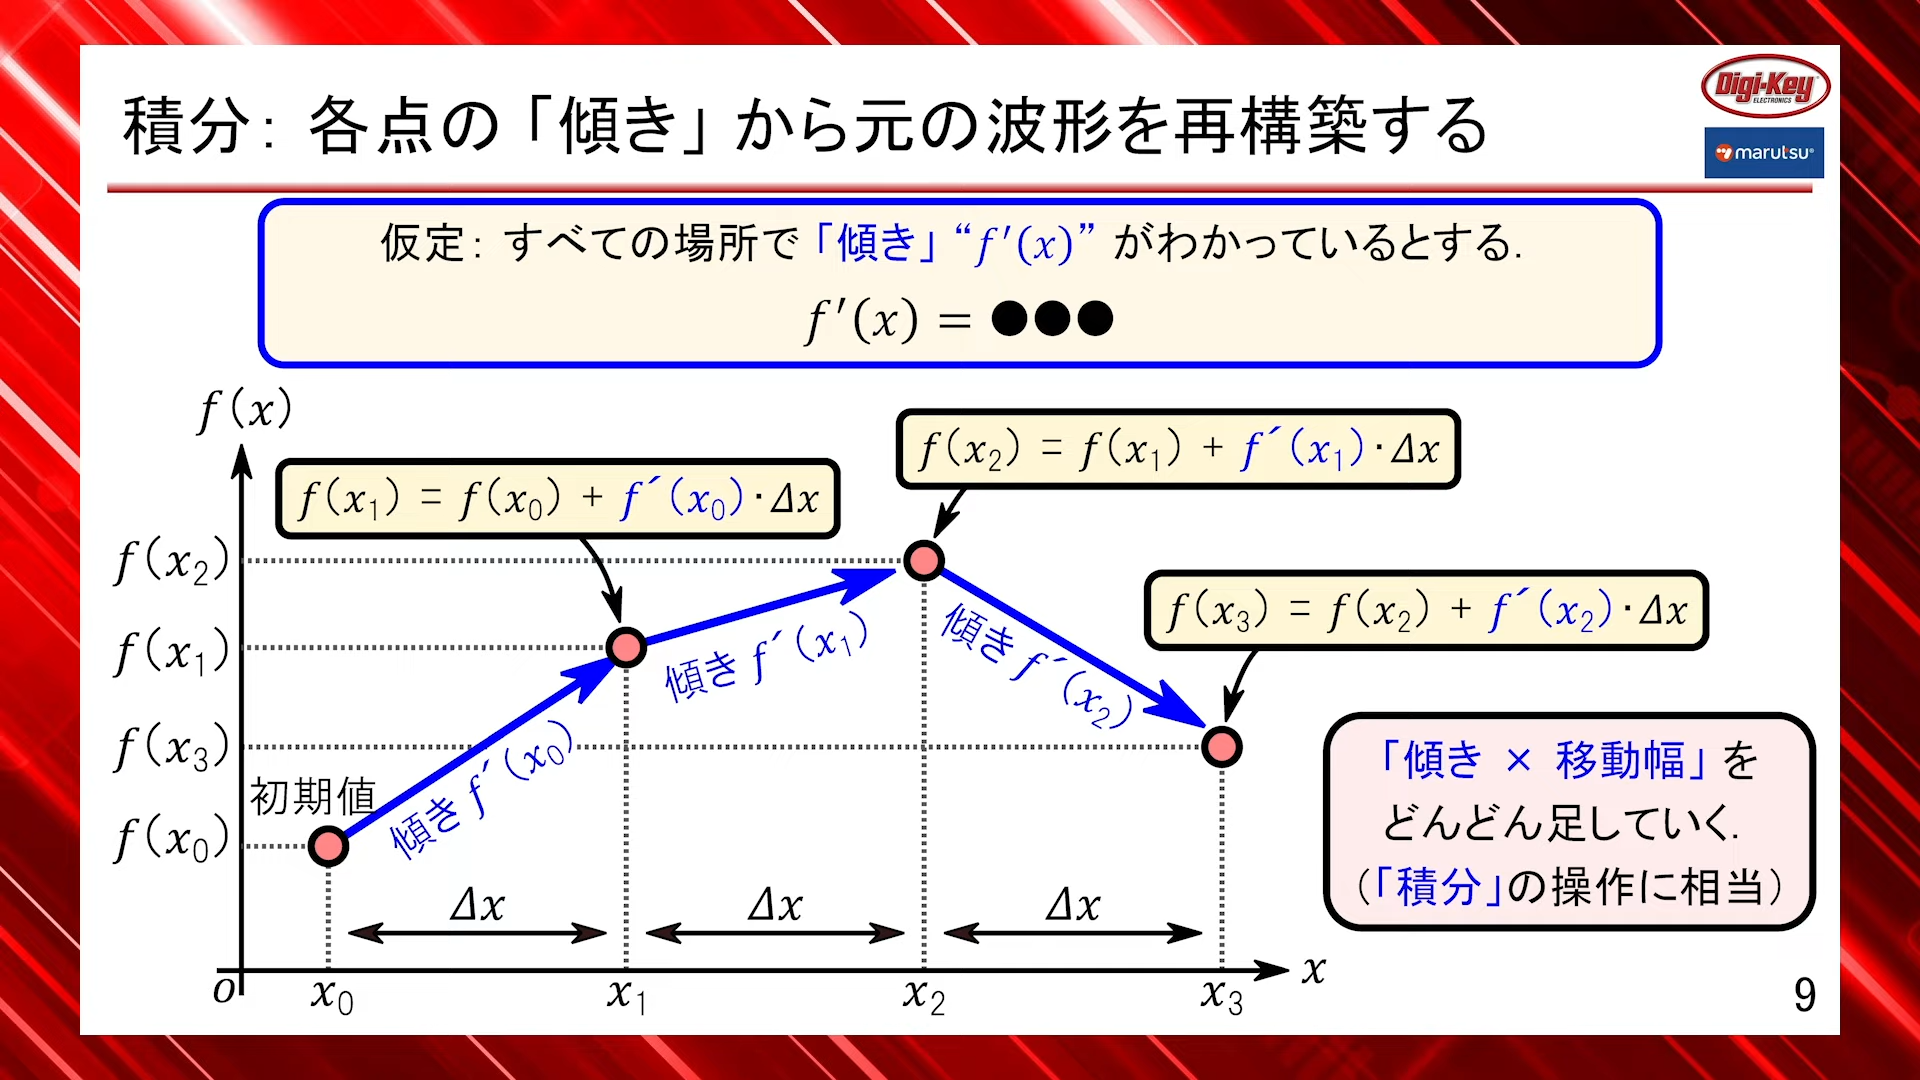 積分: 各点の「傾き」から元の波形を再構築する
Digi-Key
ELECTRONICS
marutsu
仮定: すべての場所で「傾き」“f′(x)” がわかっているとする.
f′(x) = ●●●
f(x)
f(x₂) = f(x₁) + f´(x₁)·Δx
f(x₁) = f(x₀) + f´(x₀)·Δx
f(x₂)
f(x₃) = f(x₂) + f´(x₂)·Δx
f(x₁)
傾き f´(x₁)
傾き f´(x₂)
f(x₃)
傾き f´(x₀)
初期値
f(x₀)
「傾き × 移動幅」を
どんどん足していく.
(「積分」の操作に相当)
Δx
Δx
Δx
x
o
x₀
x₁
x₂
x₃
9